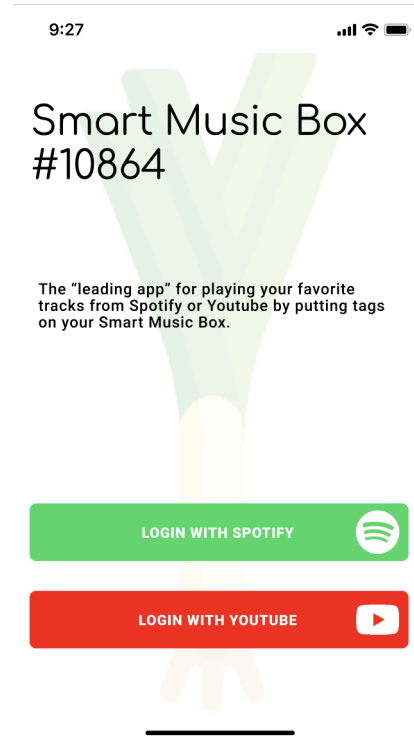 9:27
Smart Music Box
#10864
The “leading app” for playing your favorite
tracks from Spotify or Youtube by putting tags
on your Smart Music Box.
LOGIN WITH SPOTIFY
LOGIN WITH YOUTUBE